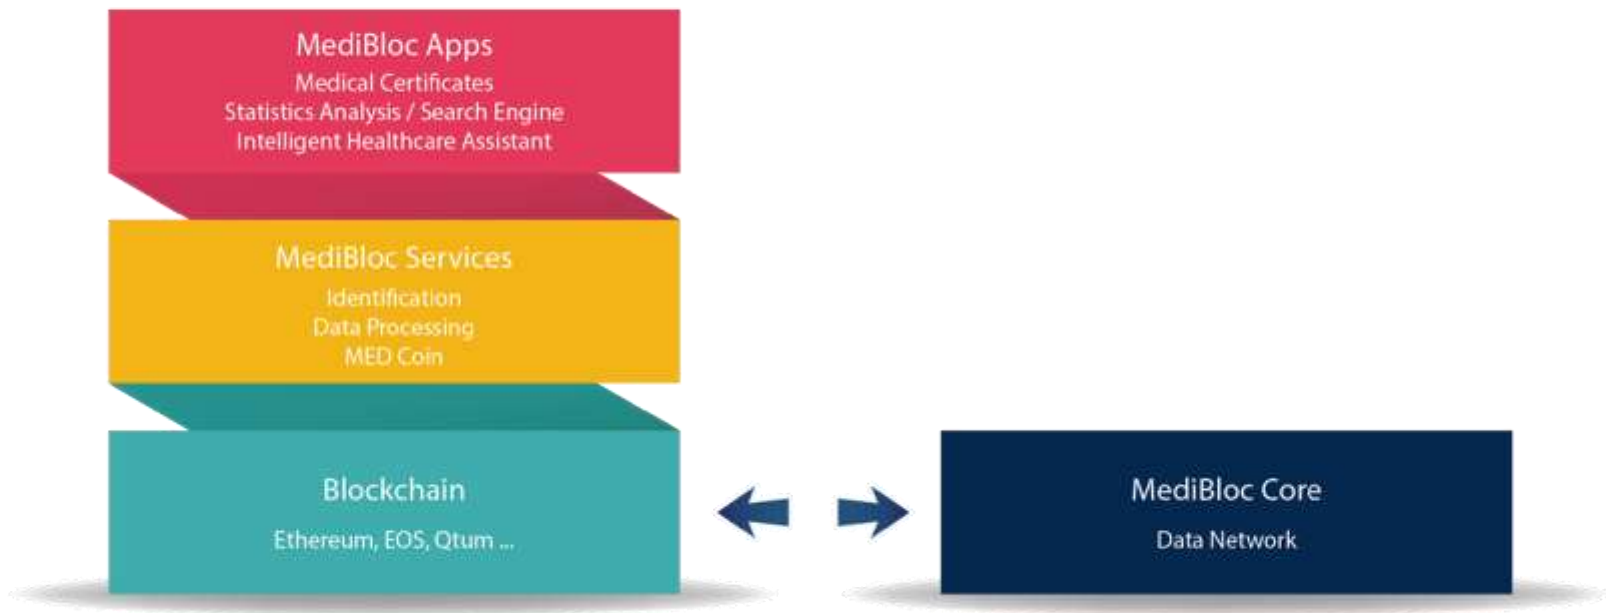 MediBloc Apps
Medical Certificates
Statistics Analysis / Search Engine
Intelligent Healthcare Assistant
MediBloc Services
Identification
Data Processing
MED Coin
Blockchain
Ethereum, EOS, Qtum ...
MediBloc Core
Data Network